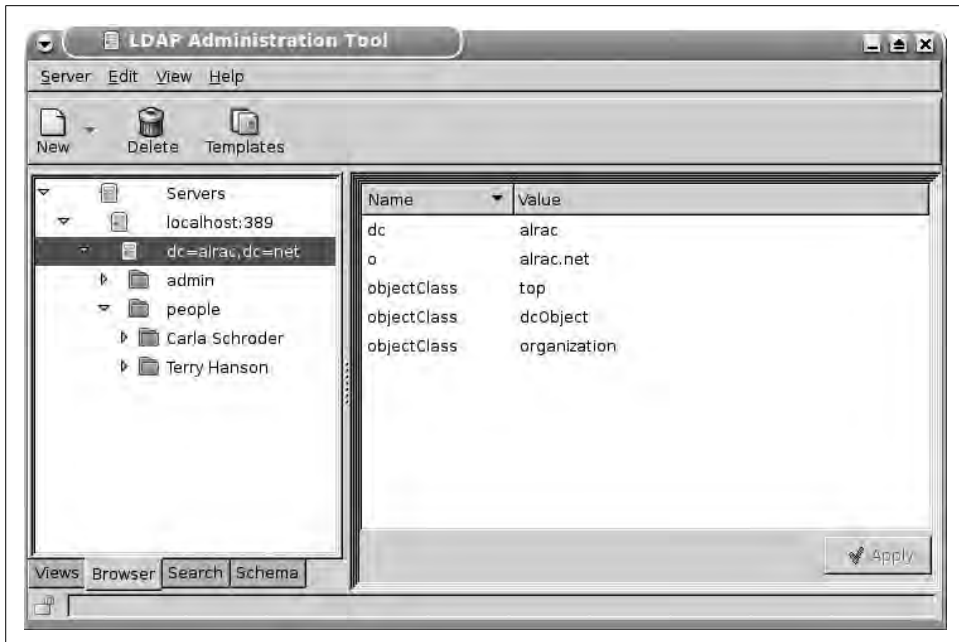 LDAP Administration Tool
Server Edit View Help
New Delete Templates
Servers
localhost:389
dc=alrac,dc=net
admin
people
Carla Schroder
Terry Hanson
Views Browser Search Schema
Name Value
dc alrac
o alrac.net
objectClass top
objectClass dcObject
objectClass organization
Apply